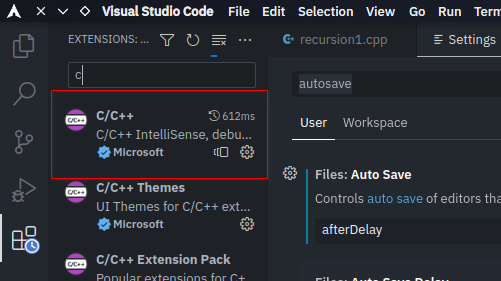 Visual Studio Code File Edit Selection View Go Run Term
EXTENSIONS: ...
recursion1.cpp
Settings
c
autosave
C/C++
612ms
C/C++ IntelliSense, debu...
Microsoft
C/C++ Themes
UI Themes for C/C++ ext...
Microsoft
C/C++ Extension Pack
Popular extensions for C+
User Workspace
Files: Auto Save
Controls auto save of editors tha
afterDelay
Files: Auto Save Delay